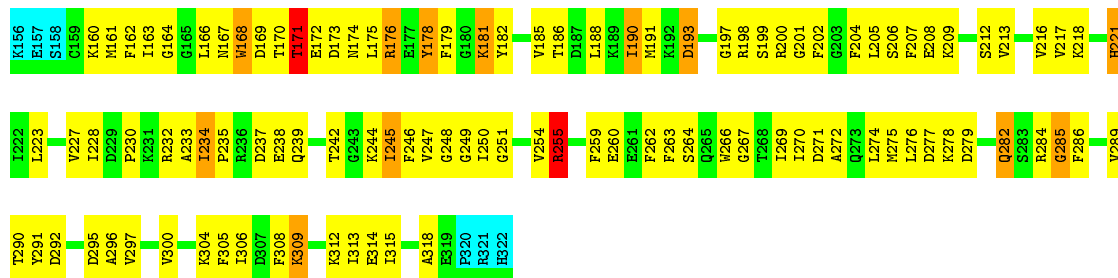 K156 E157 S158 C159 K160 M161 F162 I163 G164 G165 L166 N167 W168 D169 T170 T171 E172 D173 N174 L175 R176 E177 Y178 F179 G180 K181 Y182 V185 T186 D187 L188 K189 I190 M191 K192 D193 G197 R198 S199 R200 G201 F202 G203 F204 L205 S206 F207 E208 K209 S212 V213 V216 V217 K218 H221
I222 L223 V227 I228 D229 P230 K231 R232 A233 I234 P235 R236 D237 E238 Q239 T242 G243 K244 I245 F246 V247 G248 G249 I250 G251 V254 R255 F259 E260 E261 F262 F263 S264 Q265 W266 G267 T268 I269 I270 D271 A272 Q273 L274 M275 L276 D277 K278 D279 Q282 S283 R284 G285 F286 V289
T290 Y291 D292 D295 A296 V297 V300 K304 F305 I306 D307 F308 K309 K312 I313 E314 I315 A318 E319 P320 R321 H322